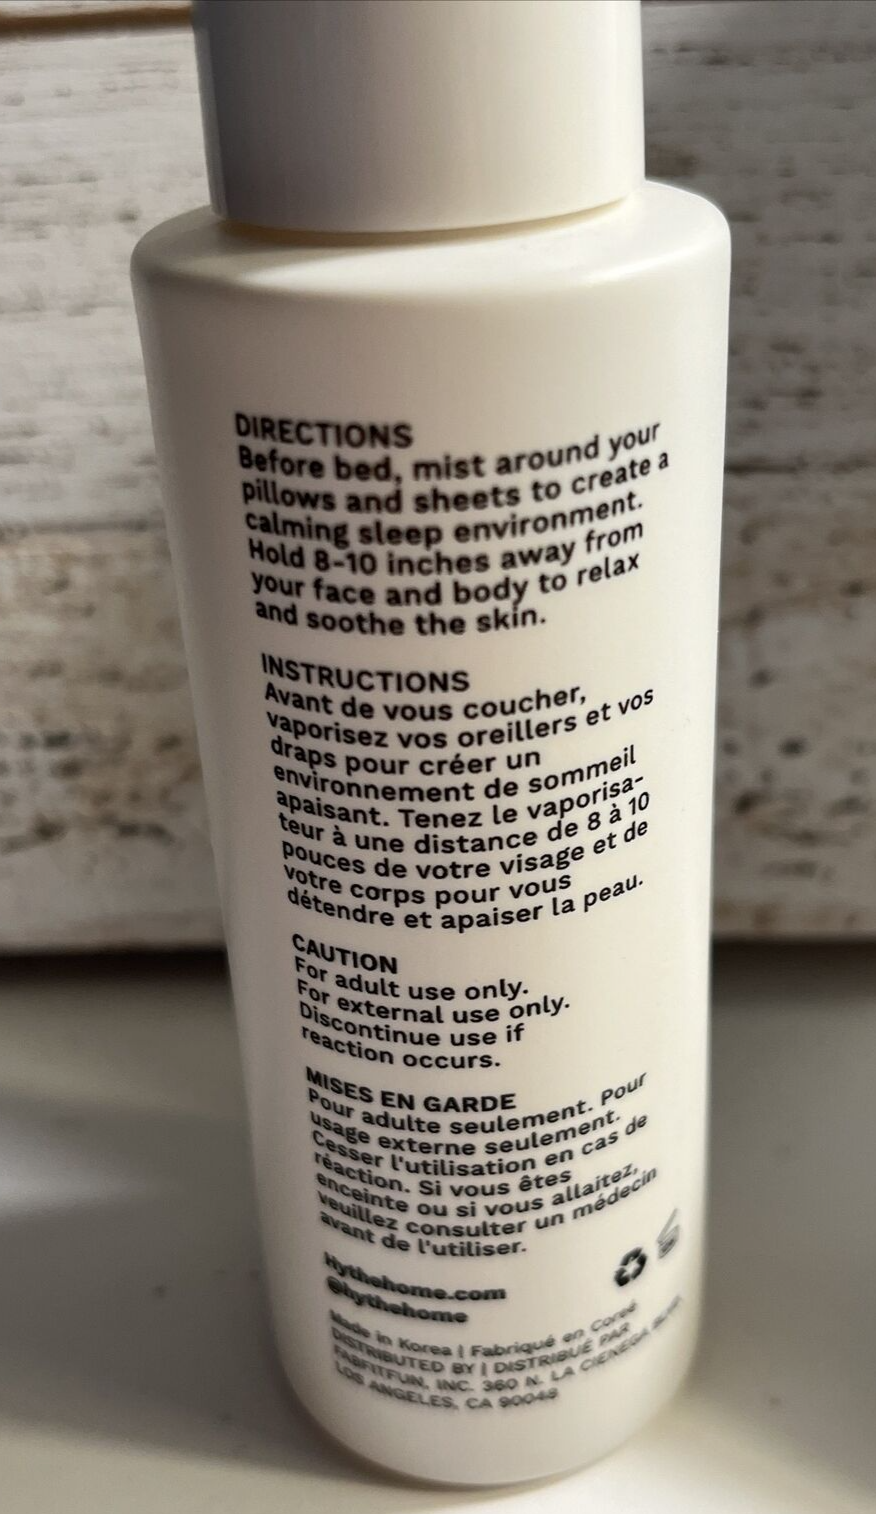 DIRECTIONS
Before bed, mist around your
pillows and sheets to create a
calming sleep environment.
Hold 8-10 inches away from
your face and body to relax
and soothe the skin.
INSTRUCTIONS
Avant de vous coucher,
vaporisez vos oreillers et vos
draps pour créer un
environnement de sommeil
apaisant. Tenez le vaporisa-
teur à une distance de 8 à 10
pouces de votre visage et de
votre corps pour vous
détendre et apaiser la peau.
CAUTION
For adult use only.
For external use only.
Discontinue use if
reaction occurs.
MISES EN GARDE
Pour adulte seulement. Pour
usage externe seulement.
Cesser l'utilisation en cas de
réaction. Si vous êtes
enceinte ou si vous allaitez,
veuillez consulter un médecin
avant de l'utiliser.
Hythehome.com
@hythehome
Made in Korea | Fabriqué en Coreé
DISTRIBUTED BY | DISTRIBUÉ PAR
FABFITFUN, INC. 360 N. LA CIENEGA BLVD.
LOS ANGELES, CA 90048